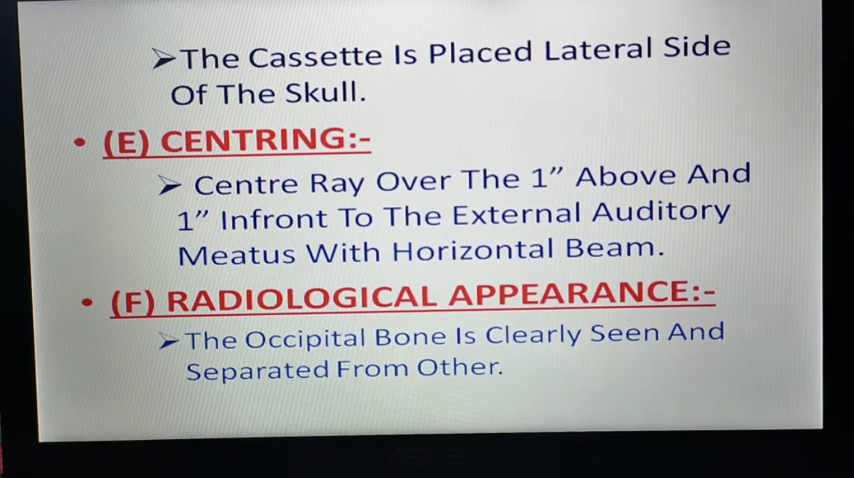 ➢The Cassette Is Placed Lateral Side
Of The Skull.
• (E) CENTRING:-
➢ Centre Ray Over The 1” Above And
1” Infront To The External Auditory
Meatus With Horizontal Beam.
• (F) RADIOLOGICAL APPEARANCE:-
➢The Occipital Bone Is Clearly Seen And
Separated From Other.